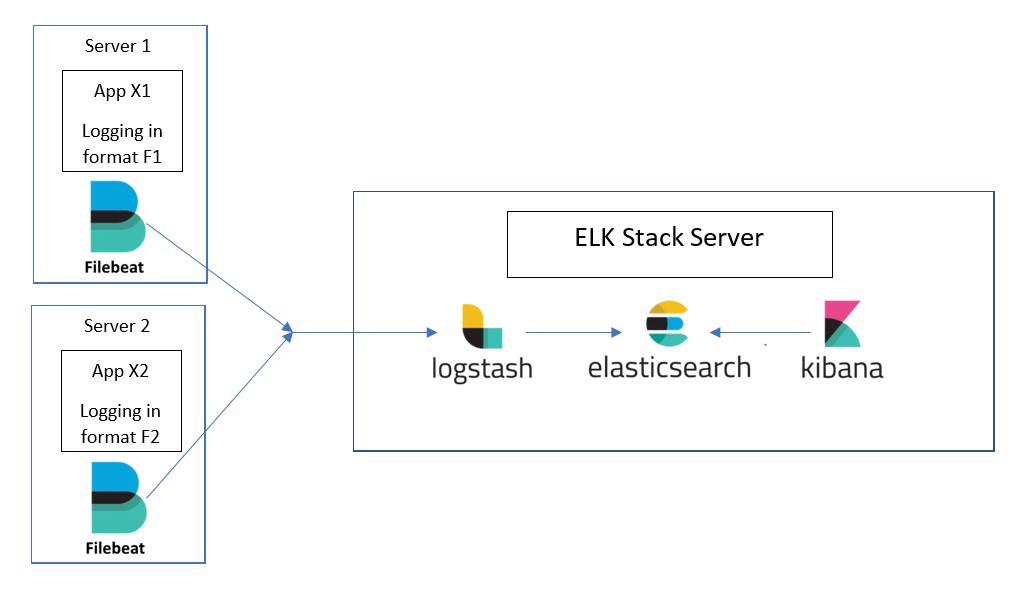 Server 1
App X1
Logging in
format F1
Filebeat
Server 2
App X2
Logging in
format F2
Filebeat
ELK Stack Server
logstash
elasticsearch
kibana